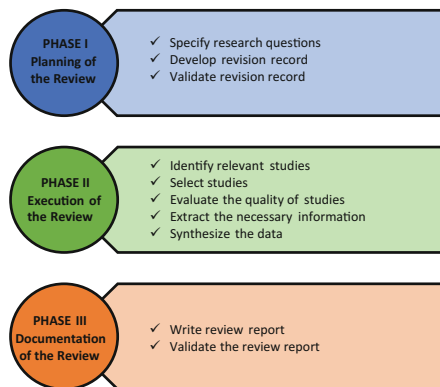 PHASE I
Planning of
the Review
✓ Specify research questions
✓ Develop revision record
✓ Validate revision record
PHASE II
Execution of
the Review
✓ Identify relevant studies
✓ Select studies
✓ Evaluate the quality of studies
✓ Extract the necessary information
✓ Synthesize the data
PHASE III
Documentation
of the Review
✓ Write review report
✓ Validate the review report